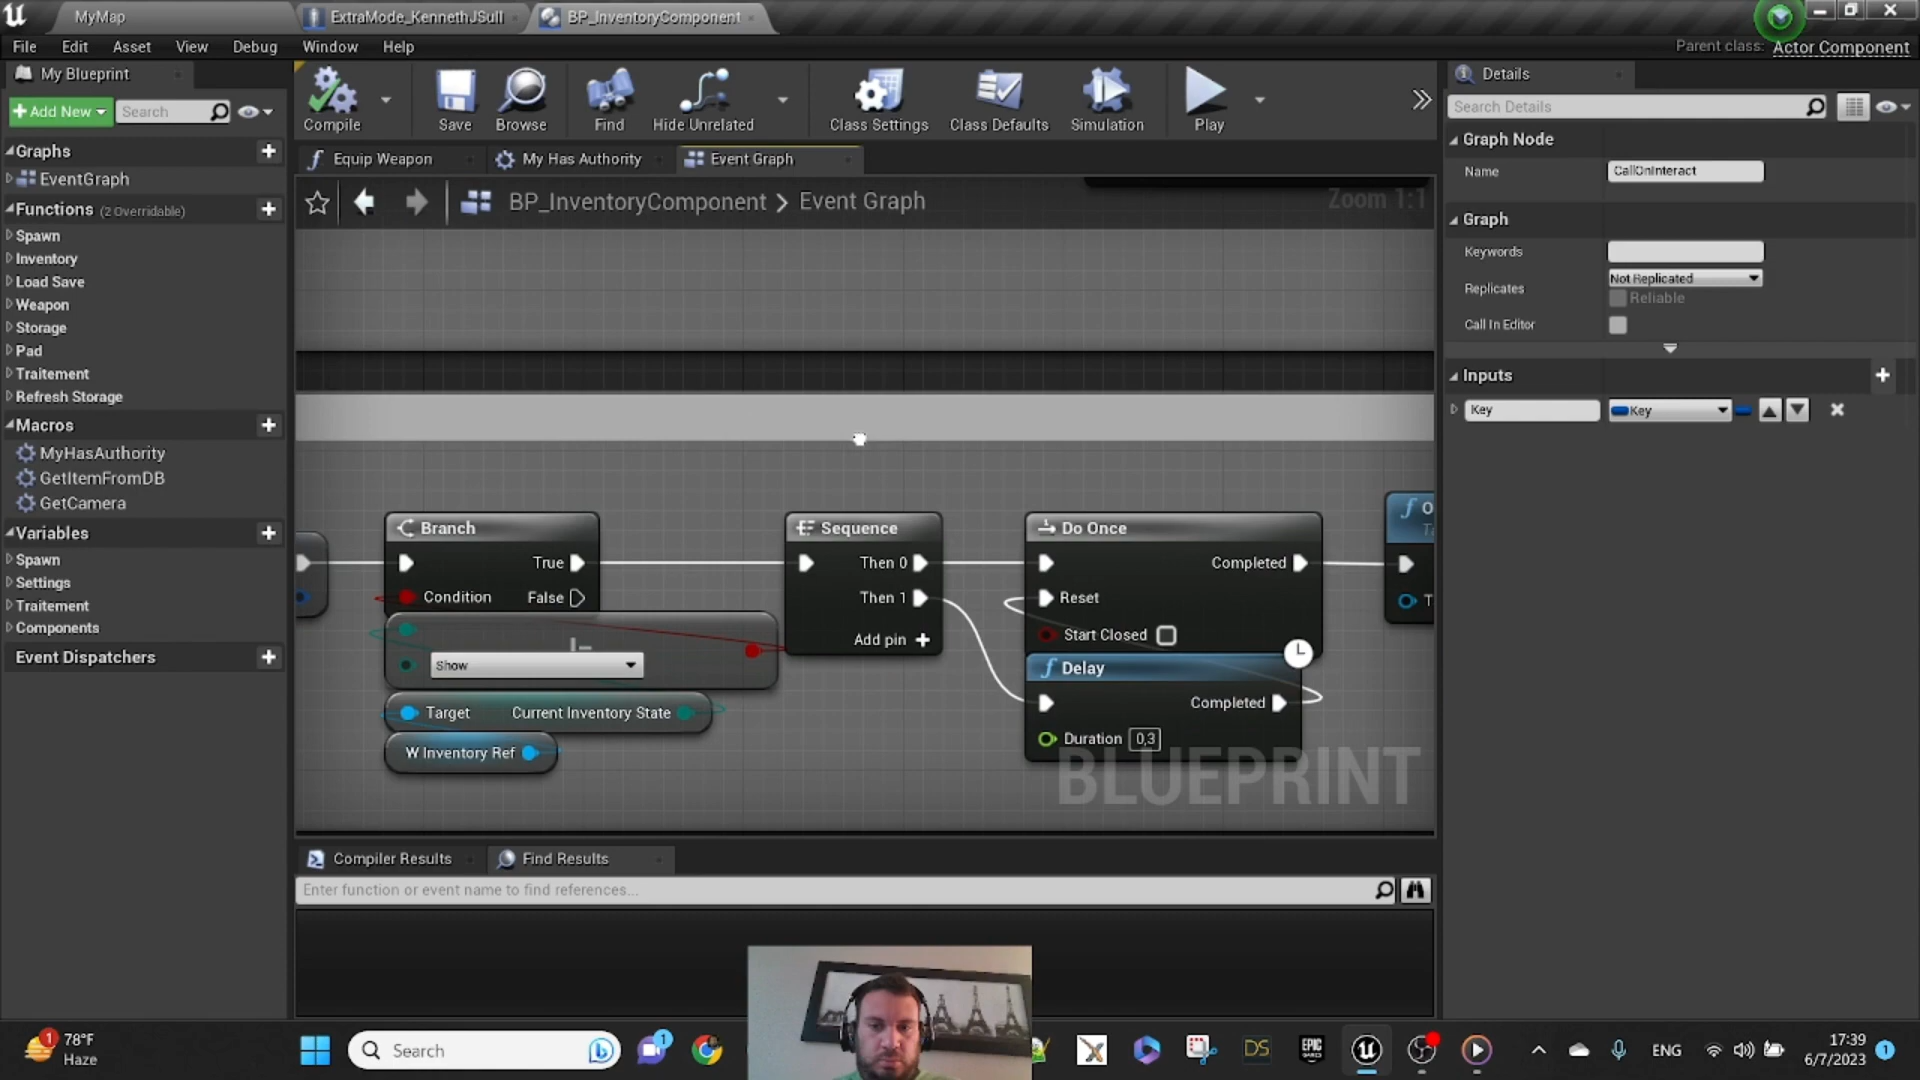 MyMap
ExtraMode_KennethJSull
BP_InventoryComponent
File Edit Asset View Debug Window Help
Parent class: Actor Component
My Blueprint
Add New
Search
Graphs
EventGraph
Functions (2 Overridable)
Spawn
Inventory
Load Save
Weapon
Storage
Pad
Traitement
Refresh Storage
Macros
MyHasAuthority
GetItemFromDB
GetCamera
Variables
Spawn
Settings
Traitement
Components
Event Dispatchers
Compile
Save
Browse
Find
Hide Unrelated
Class Settings
Class Defaults
Simulation
Play
Equip Weapon
My Has Authority
Event Graph
BP_InventoryComponent > Event Graph
Zoom 1:1
Branch
True
Condition
False
Show
Target
Current Inventory State
W Inventory Ref
Sequence
Then 0
Then 1
Add pin
Do Once
Completed
Reset
Start Closed
Delay
Completed
Duration 0,3
BLUEPRINT
Compiler Results
Find Results
Enter function or event name to find references...
Details
Search Details
Graph Node
Name
CallOnInteract
Graph
Keywords
Replicates
Not Replicated
Reliable
Call In Editor
Inputs
Key
Key
1
78°F
Haze
Search
1
DS
EPIC GAMES
ENG
17:39
6/7/2023
1